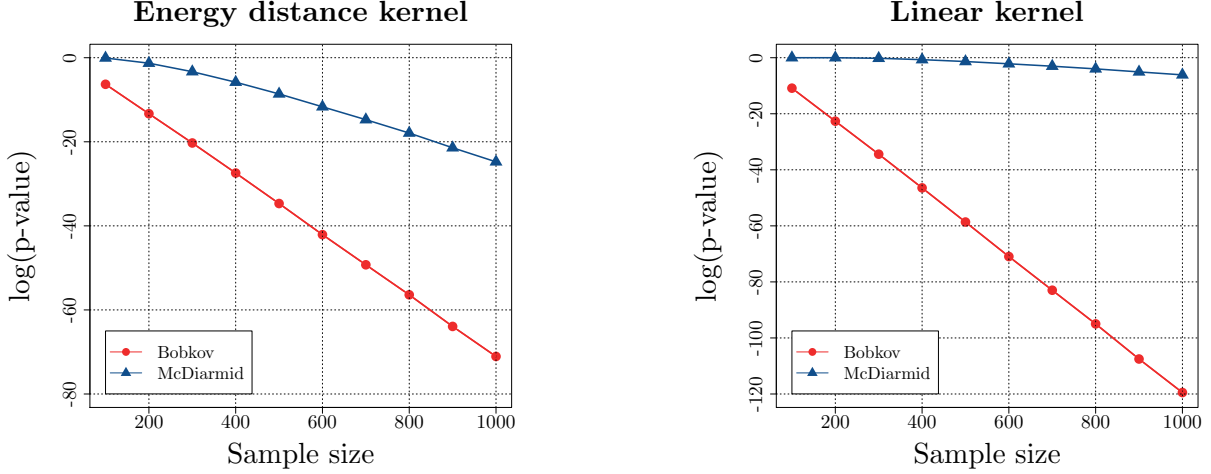 Energy distance kernel
0
-20
-40
-60
-80
log(p-value)
Bobkov
McDiarmid
200 400 600 800 1000
Sample size
Linear kernel
0
-20
-40
-60
-80
-100
-120
log(p-value)
Bobkov
McDiarmid
200 400 600 800 1000
Sample size